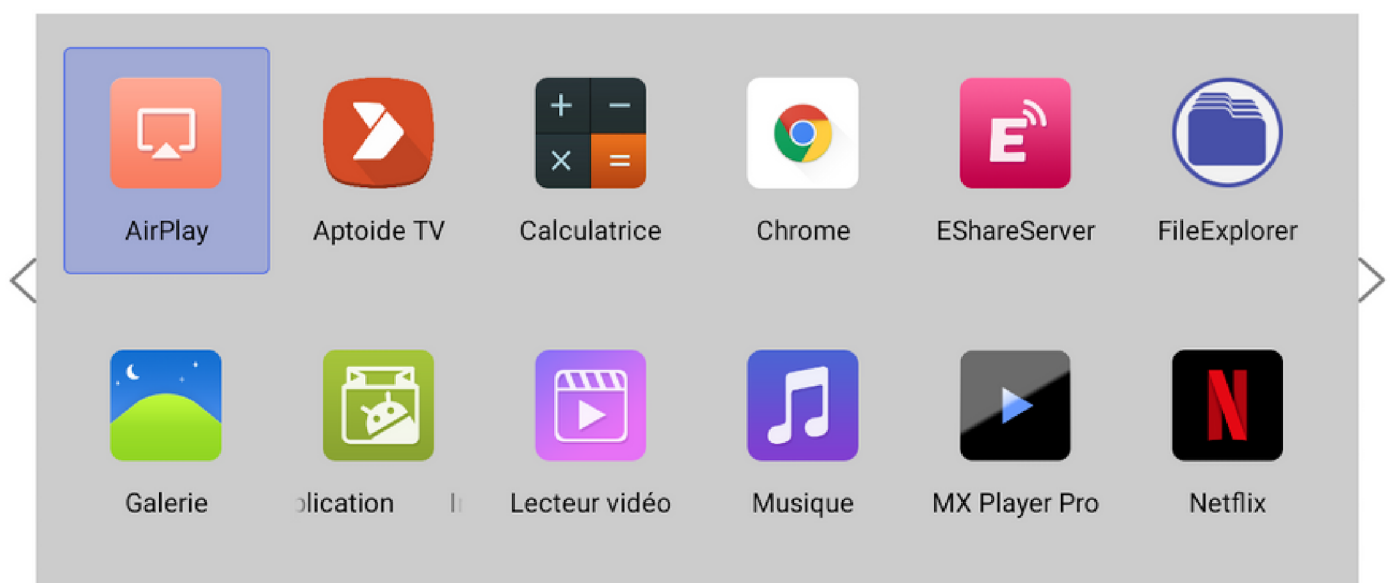 AirPlay
Aptoide TV
Calculatrice
Chrome
EShareServer
FileExplorer
Galerie
plication
Lecteur vidéo
Musique
MX Player Pro
Netflix